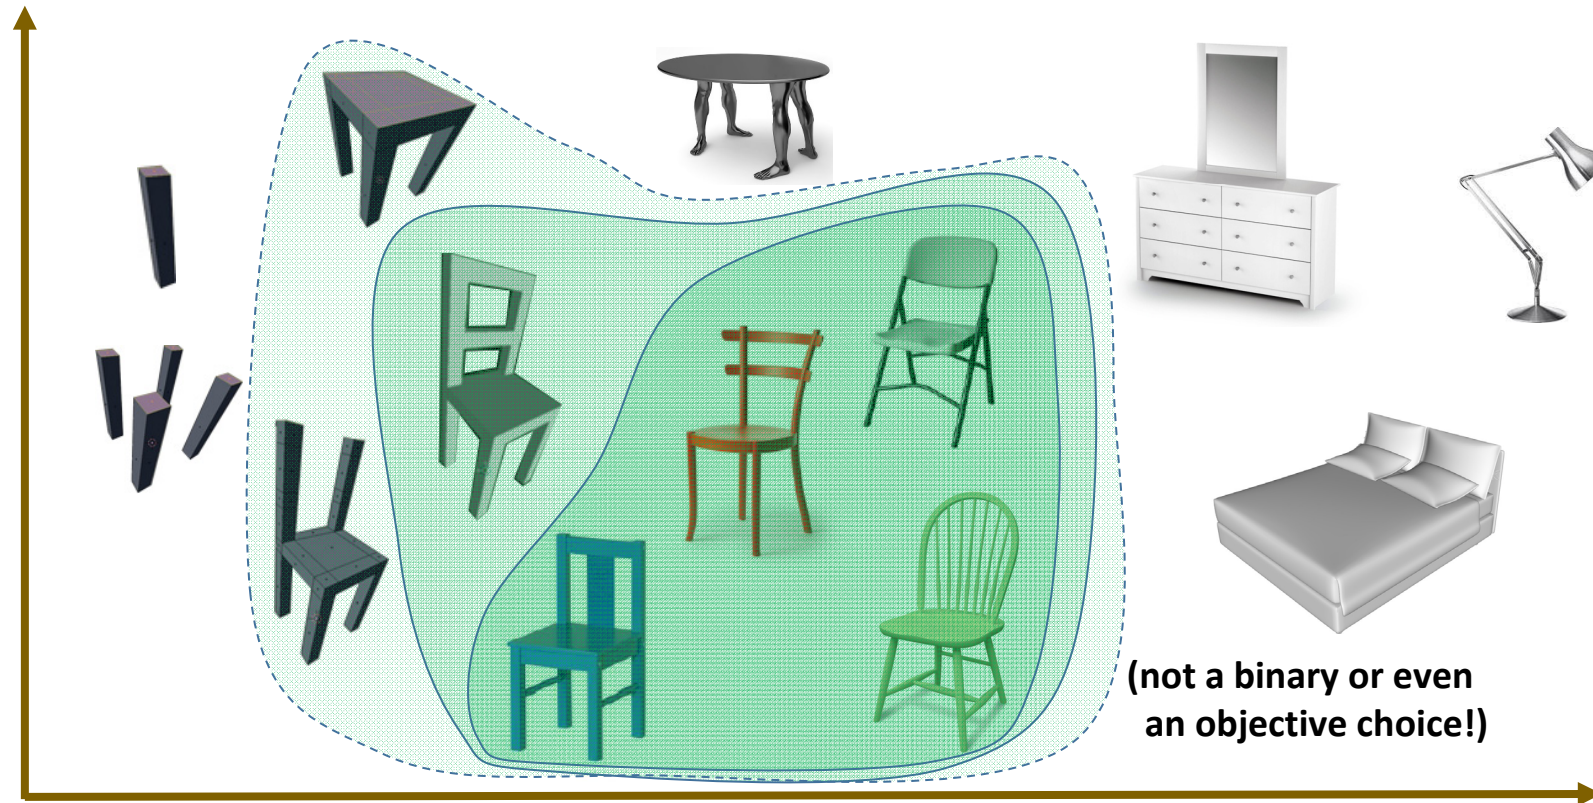 (not a binary or even
an objective choice!)